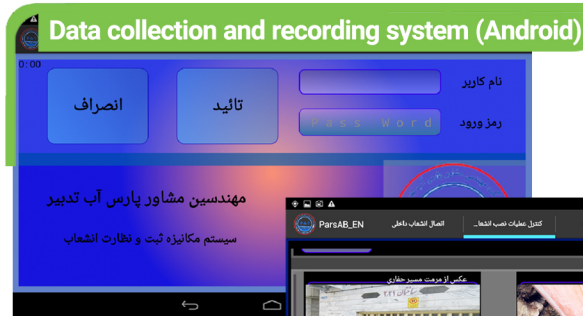 Data collection and recording system (Android)
0:00
نام کاربر
رمز ورود
Pass Word
تائید
انصراف
مهندسین مشاور پارس آب تدبیر
سیستم مکانیزه ثبت و نظارت انشعاب
ParsAB_EN
اتصال انشعاب داخلی
کنترل عملیات نصب انشعا...
عکس از مرمت مسیر حفاری